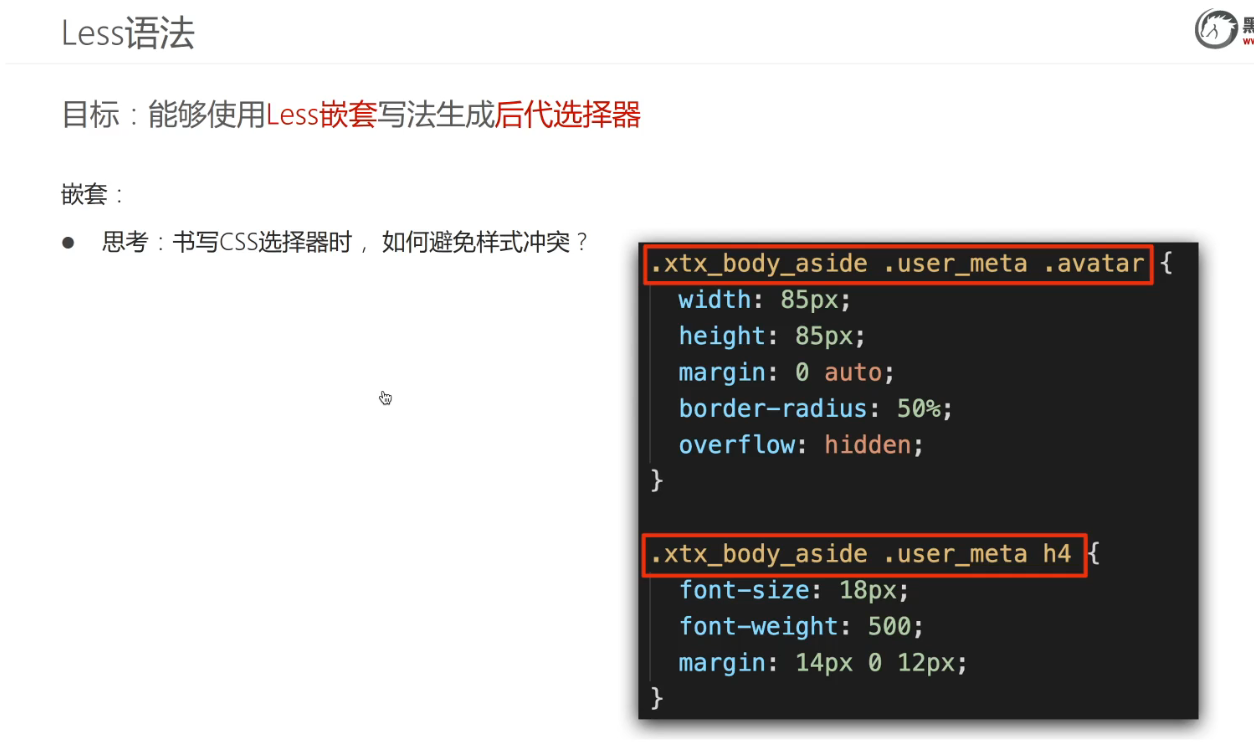 Less语法
黑
ww
目标：能够使用Less嵌套写法生成后代选择器
嵌套：
● 思考：书写CSS选择器时，如何避免样式冲突？
.xtx_body_aside .user_meta .avatar {
width: 85px;
height: 85px;
margin: 0 auto;
border-radius: 50%;
overflow: hidden;
}
.xtx_body_aside .user_meta h4 {
font-size: 18px;
font-weight: 500;
margin: 14px 0 12px;
}